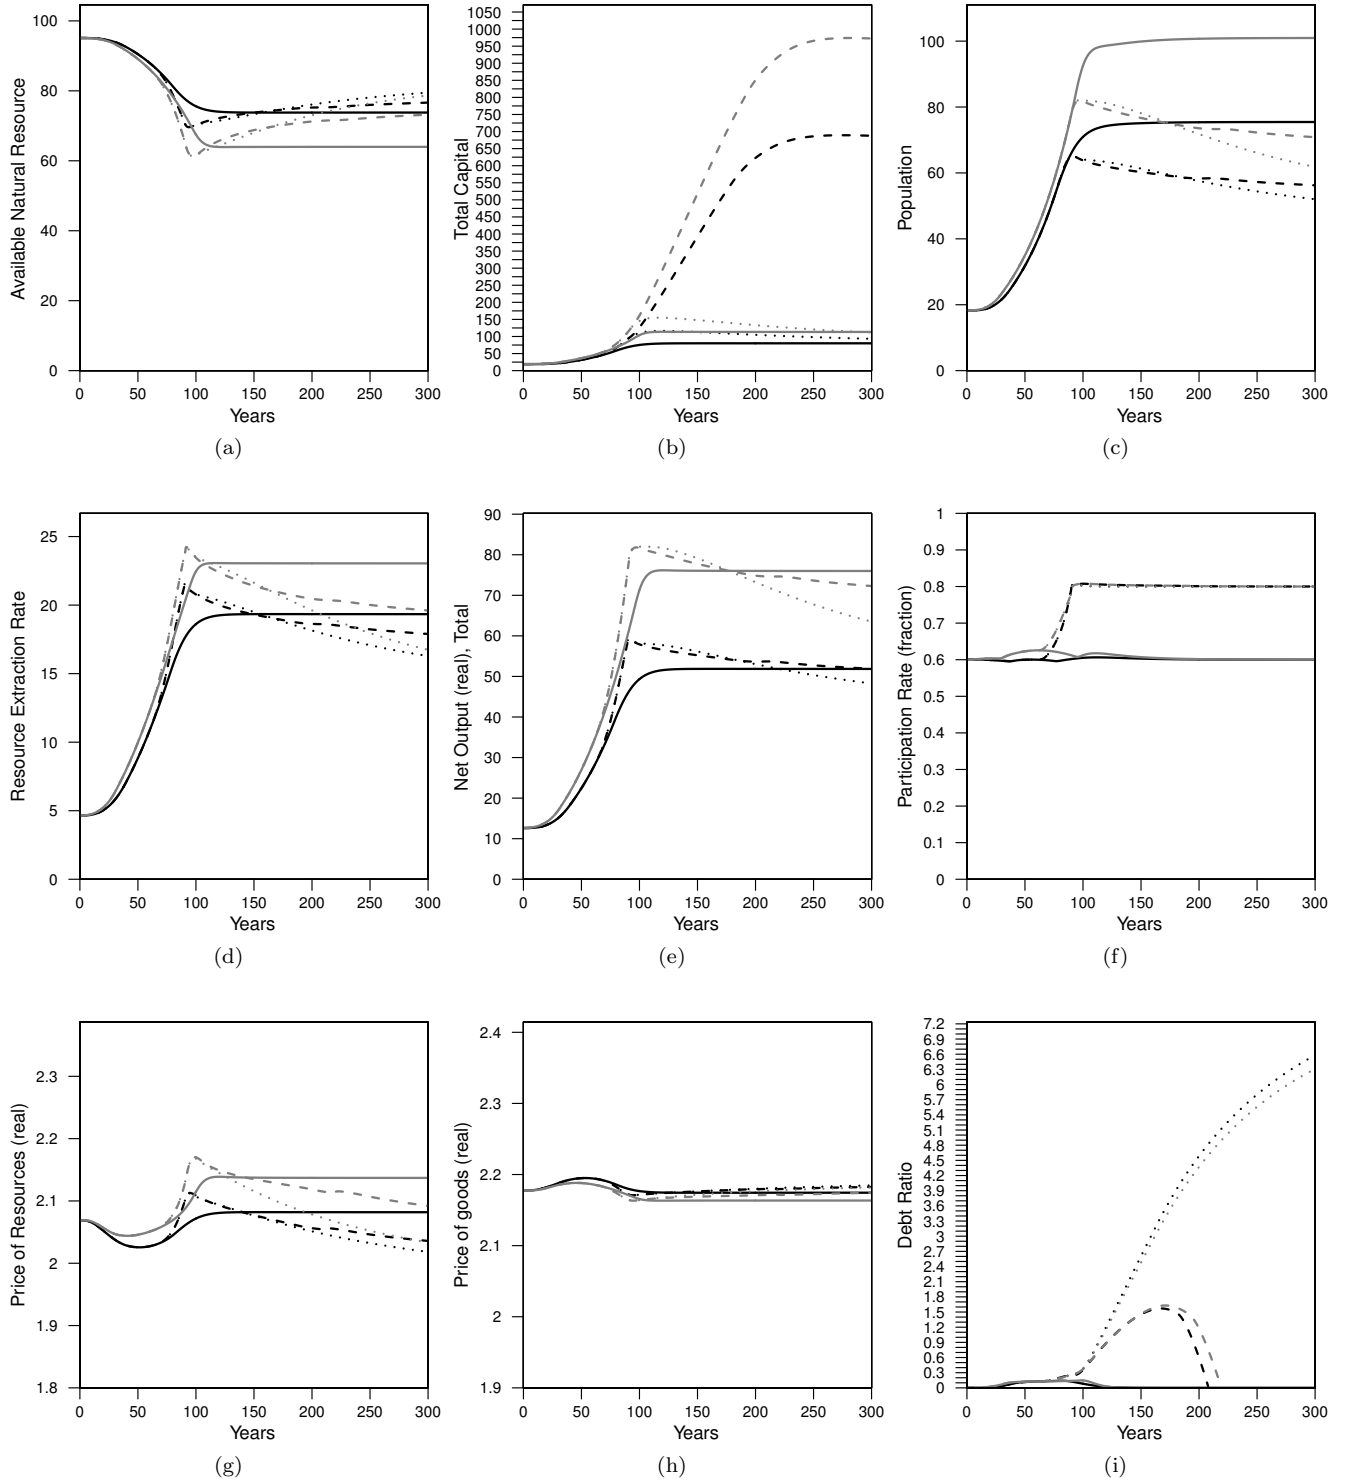 Available Natural Resource
100
80
60
40
20
0
0 50 100 150 200 250 300
Years
(a)
Total Capital
1050
1000
950
900
850
800
750
700
650
600
550
500
450
400
350
300
250
200
150
100
50
0
0 50 100 150 200 250 300
Years
(b)
Population
100
80
60
40
20
0
0 50 100 150 200 250 300
Years
(c)
Resource Extraction Rate
25
20
15
10
5
0
0 50 100 150 200 250 300
Years
(d)
Net Output (real), Total
90
80
70
60
50
40
30
20
10
0
0 50 100 150 200 250 300
Years
(e)
Participation Rate (fraction)
1
0.9
0.8
0.7
0.6
0.5
0.4
0.3
0.2
0.1
0
0 50 100 150 200 250 300
Years
(f)
Price of Resources (real)
2.3
2.2
2.1
2
1.9
1.8
0 50 100 150 200 250 300
Years
(g)
Price of goods (real)
2.4
2.3
2.2
2.1
2
1.9
0 50 100 150 200 250 300
Years
(h)
Debt Ratio
7.2
6.9
6.6
6.3
6
5.7
5.4
5.1
4.8
4.5
4.2
3.9
3.6
3.3
3
2.7
2.4
2.1
1.8
1.5
1.2
0.9
0.6
0.3
0
0 50 100 150 200 250 300
Years
(i)